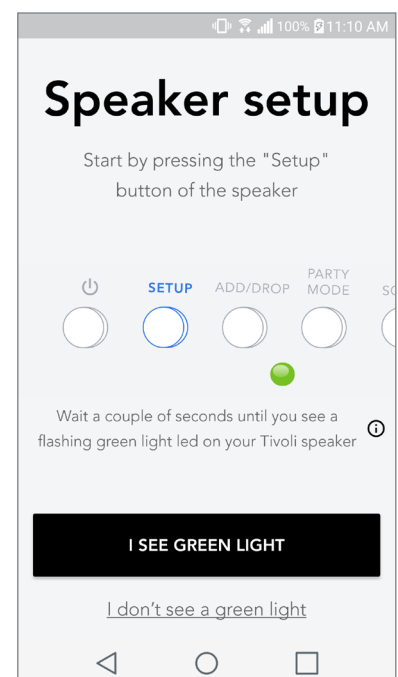 100% 11:10 AM
Speaker setup
Start by pressing the "Setup"
button of the speaker
SETUP ADD/DROP PARTY
MODE SO
Wait a couple of seconds until you see a
flashing green light led on your Tivoli speaker
I SEE GREEN LIGHT
I don't see a green light